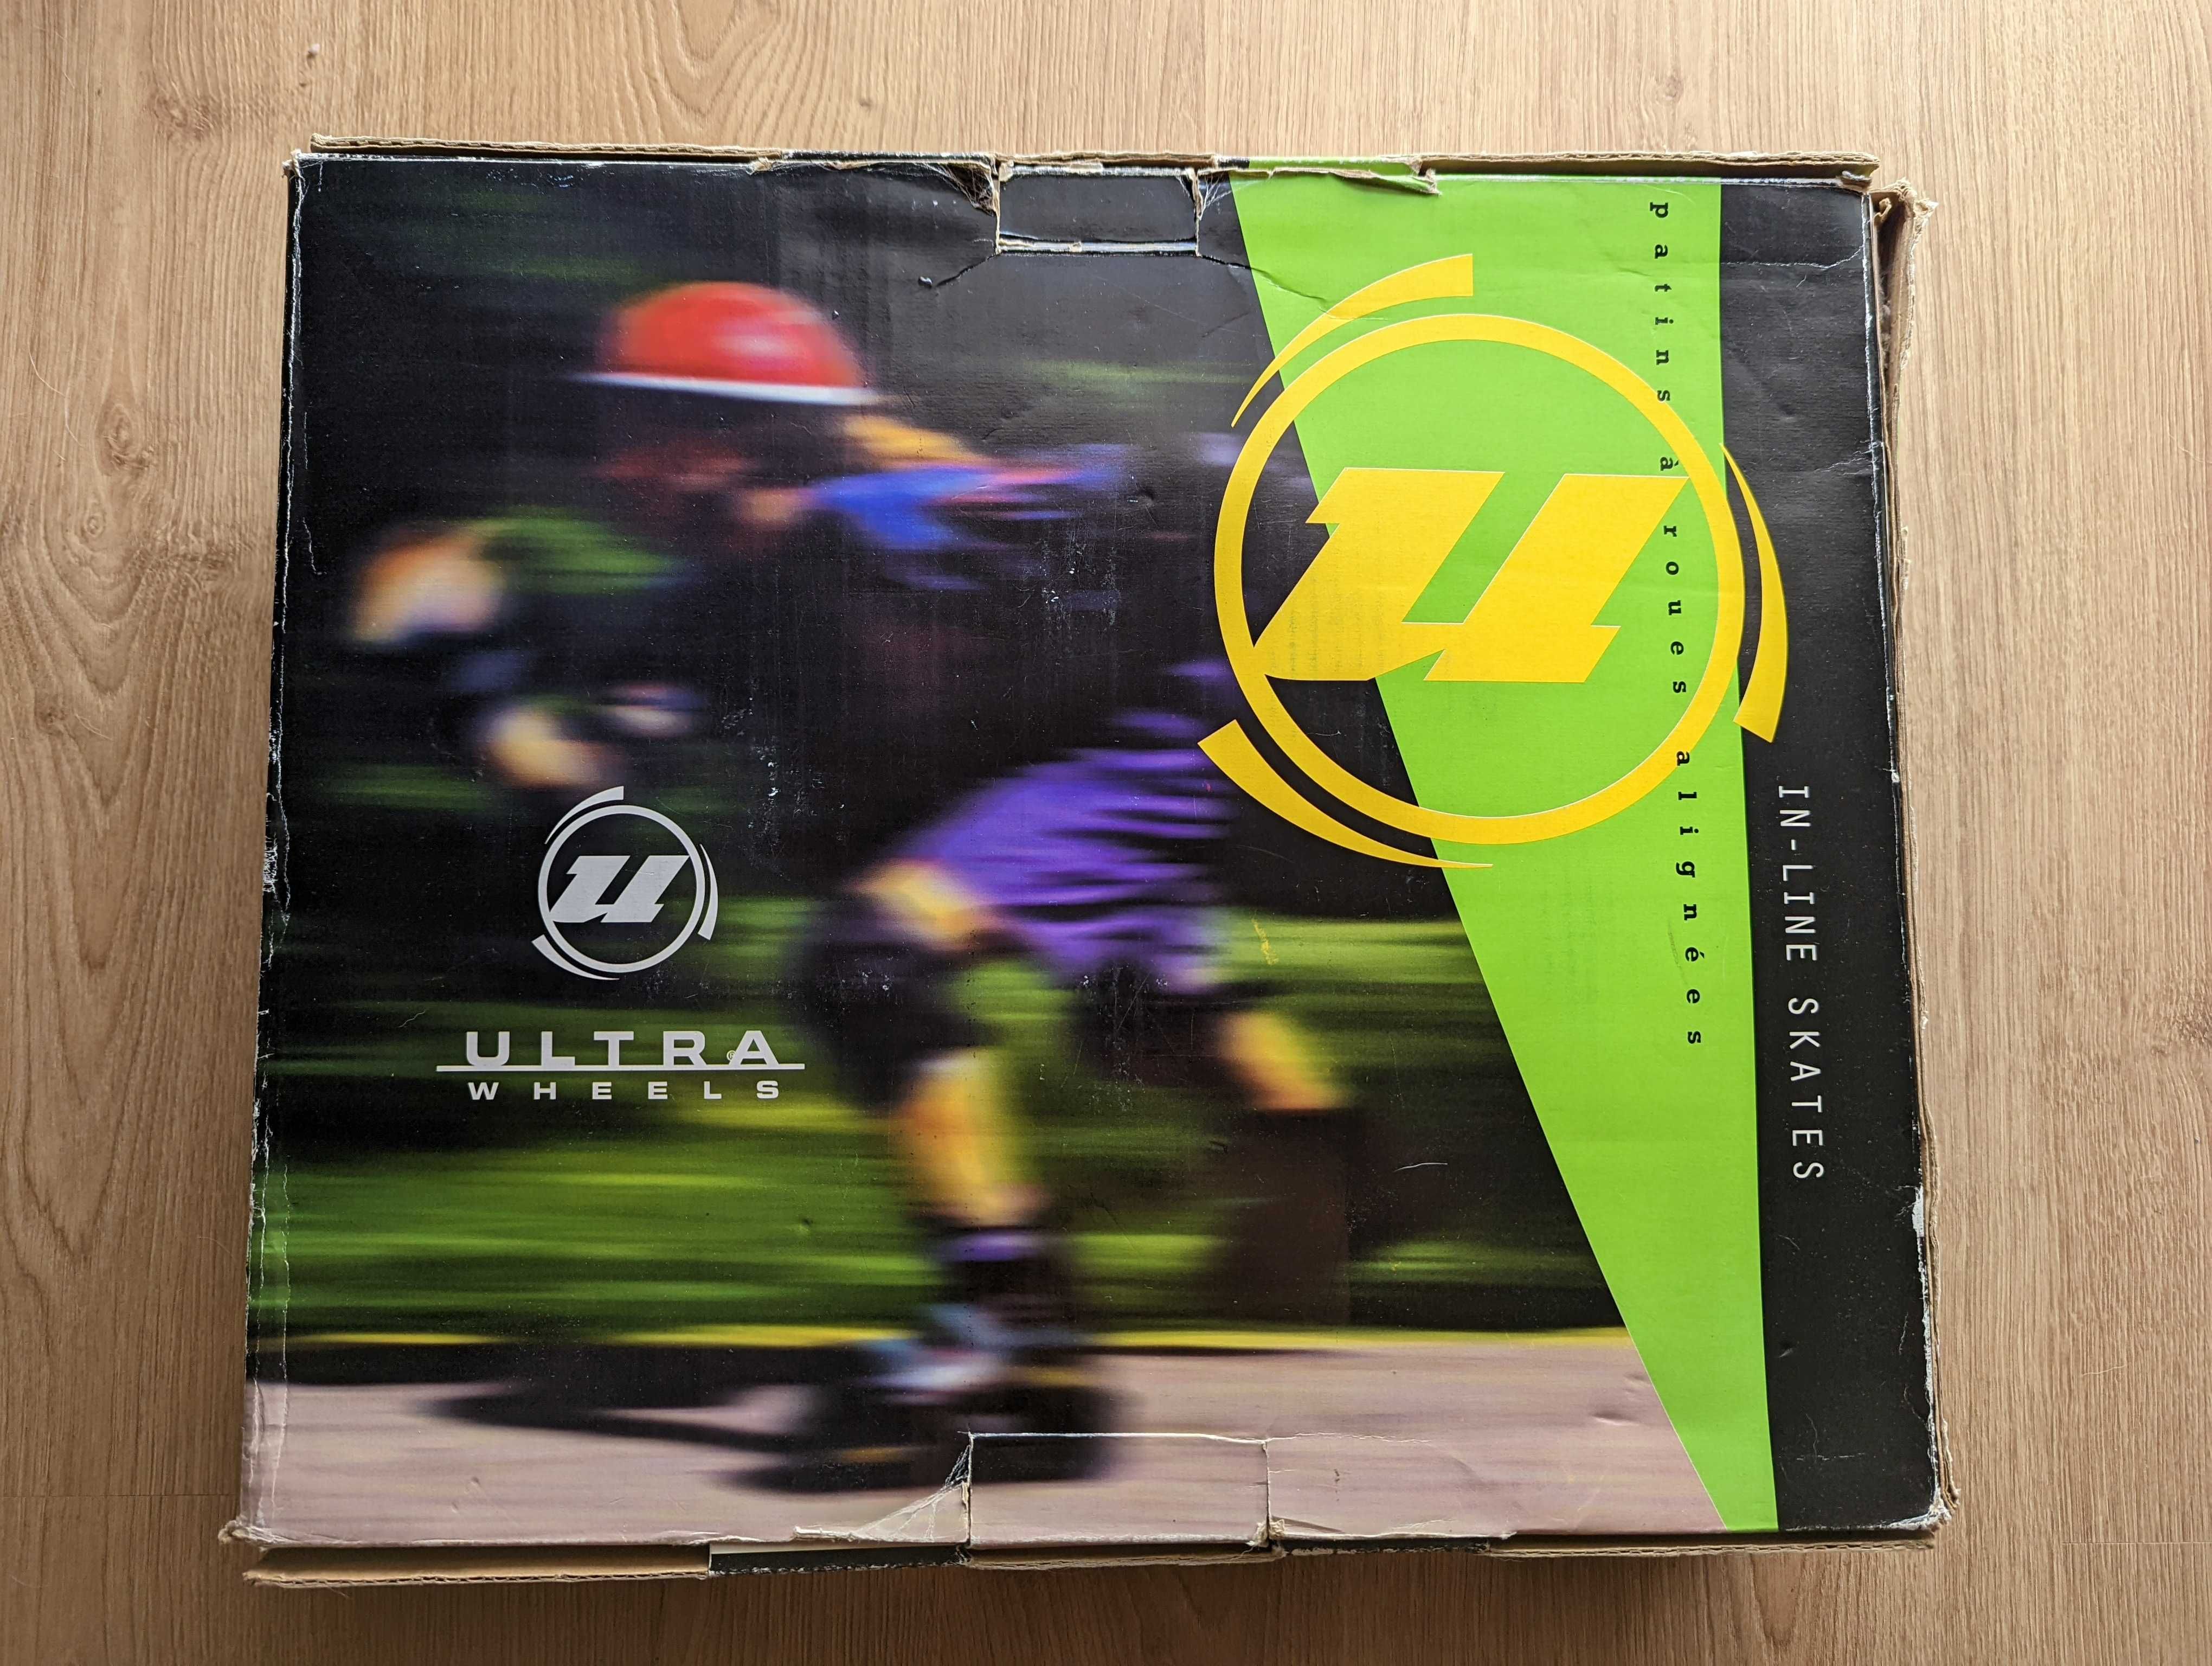 patins à roues alignées
IN-LINE SKATES
u
u
ULTRA®
WHEELS